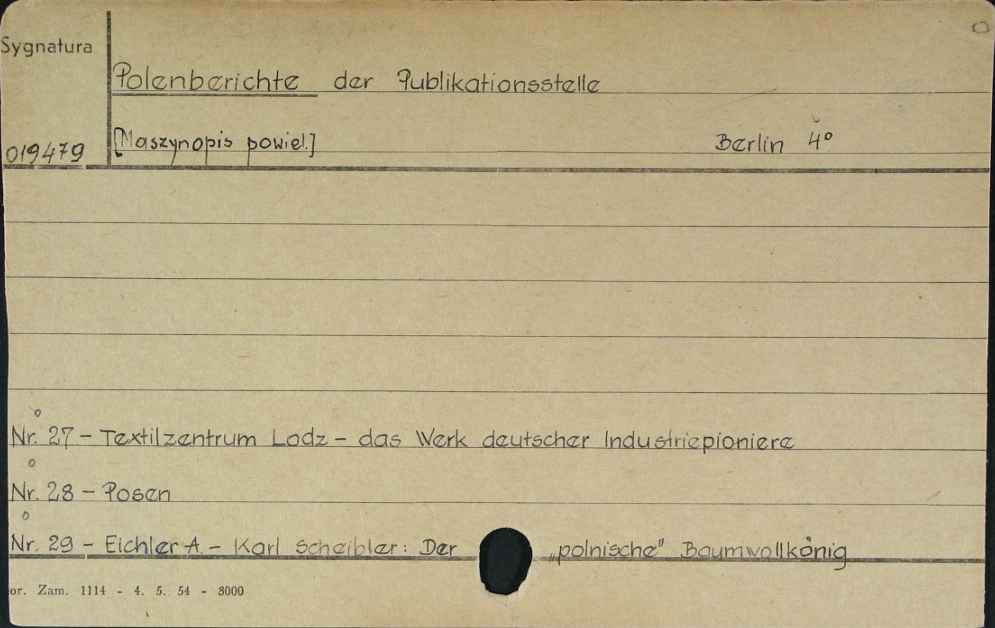 Sygnatura
Polenberichte der Publikationsstelle
019479 [Maszynopis powiel.] Berlin 4°
Nr. 27 - Textilzentrum Lodz - das Werk deutscher Industriepioniere
Nr. 28 - Posen
Nr. 29 - Eichler A. - Karl Scheibler: Der „polnische" Baumwollkönig
or. Zam. 1114 - 4. 5. 54 - 8000